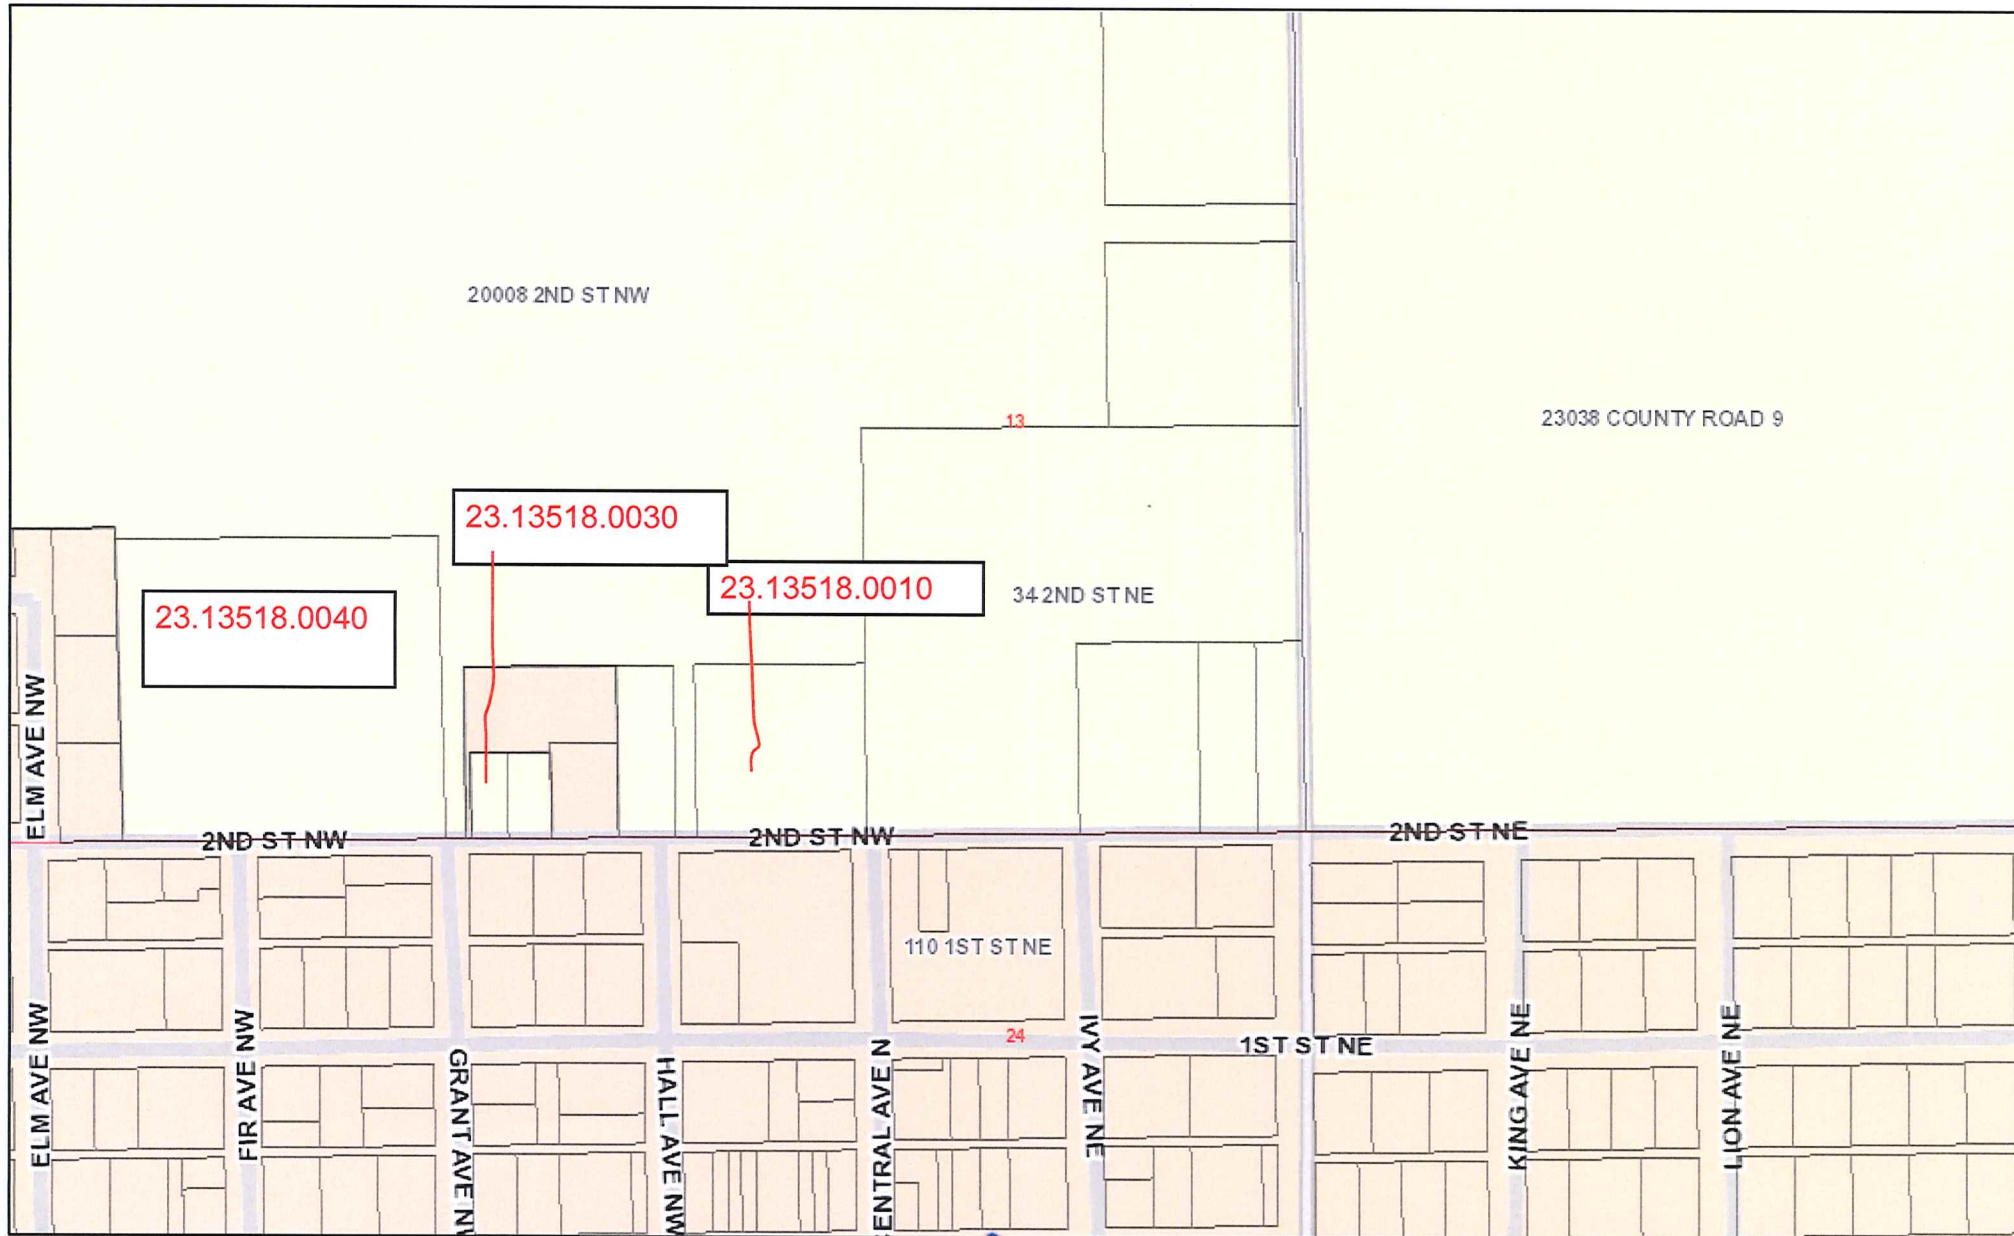 20008 2ND ST NW
13
23038 COUNTY ROAD 9
23.13518.0030
23.13518.0010
34 2ND ST NE
23.13518.0040
ELM AVE NW
2ND ST NW
2ND ST NW
2ND ST NE
110 1ST ST NE
24
1ST ST NE
ELM AVE NW
FIR AVE NW
GRANT AVE NW
HALL AVE NW
CENTRAL AVE N
IVY AVE NE
KING AVE NE
LION AVE NE